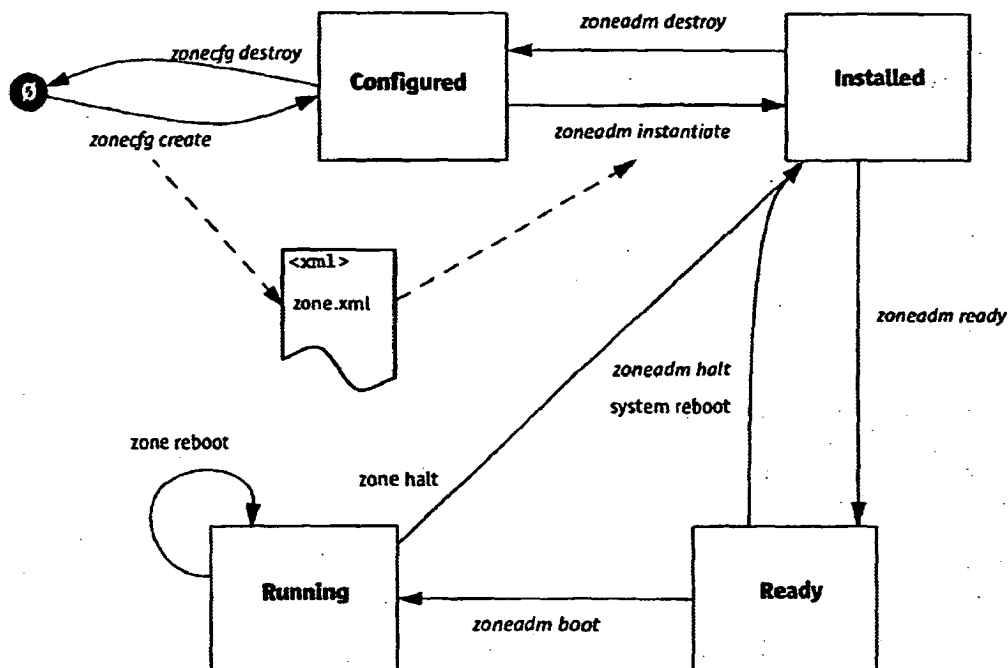 zoneadm destroy
zonecfg destroy
Configured
Installed
ø
zonecfg create
zoneadm instantiate
<xml>
zone.xml
zoneadm ready
zoneadm halt
system reboot
zone reboot
zone halt
Running
Ready
zoneadm boot